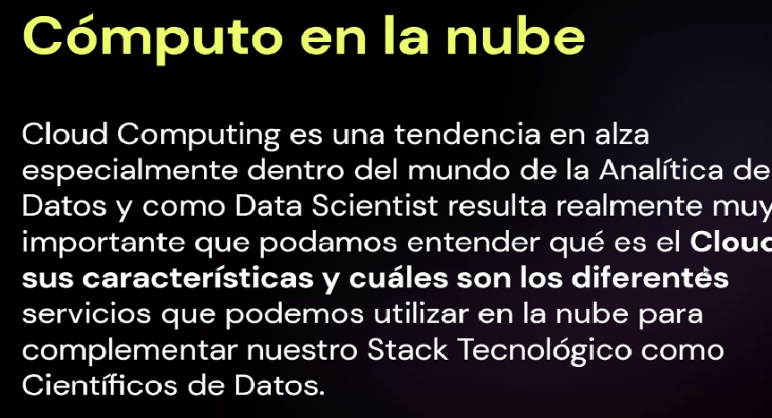 Cómputo en la nube
Cloud Computing es una tendencia en alza
especialmente dentro del mundo de la Analítica de
Datos y como Data Scientist resulta realmente muy
importante que podamos entender qué es el Cloud
sus características y cuáles son los diferentes
servicios que podemos utilizar en la nube para
complementar nuestro Stack Tecnológico como
Científicos de Datos.